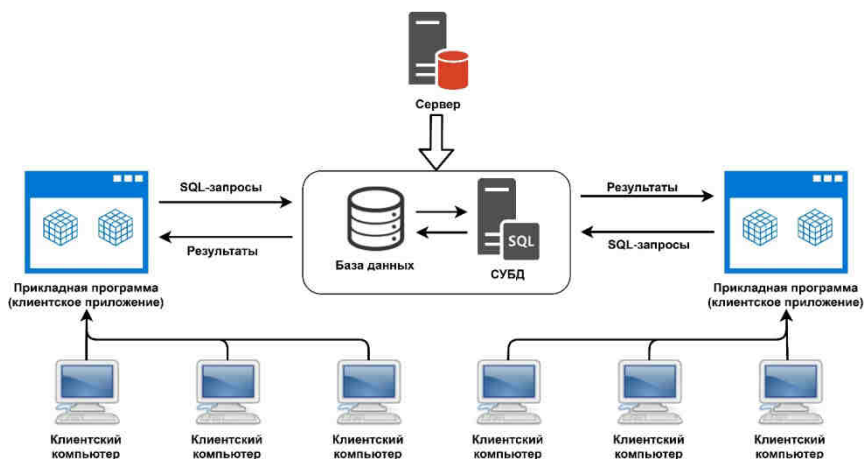 Сервер
SQL-запросы
Результаты
База данных
SQL
СУБД
Результаты
SQL-запросы
Прикладная программа
(клиентское приложение)
Прикладная программа
(клиентское приложение)
Клиентский
компьютер
Клиентский
компьютер
Клиентский
компьютер
Клиентский
компьютер
Клиентский
компьютер
Клиентский
компьютер